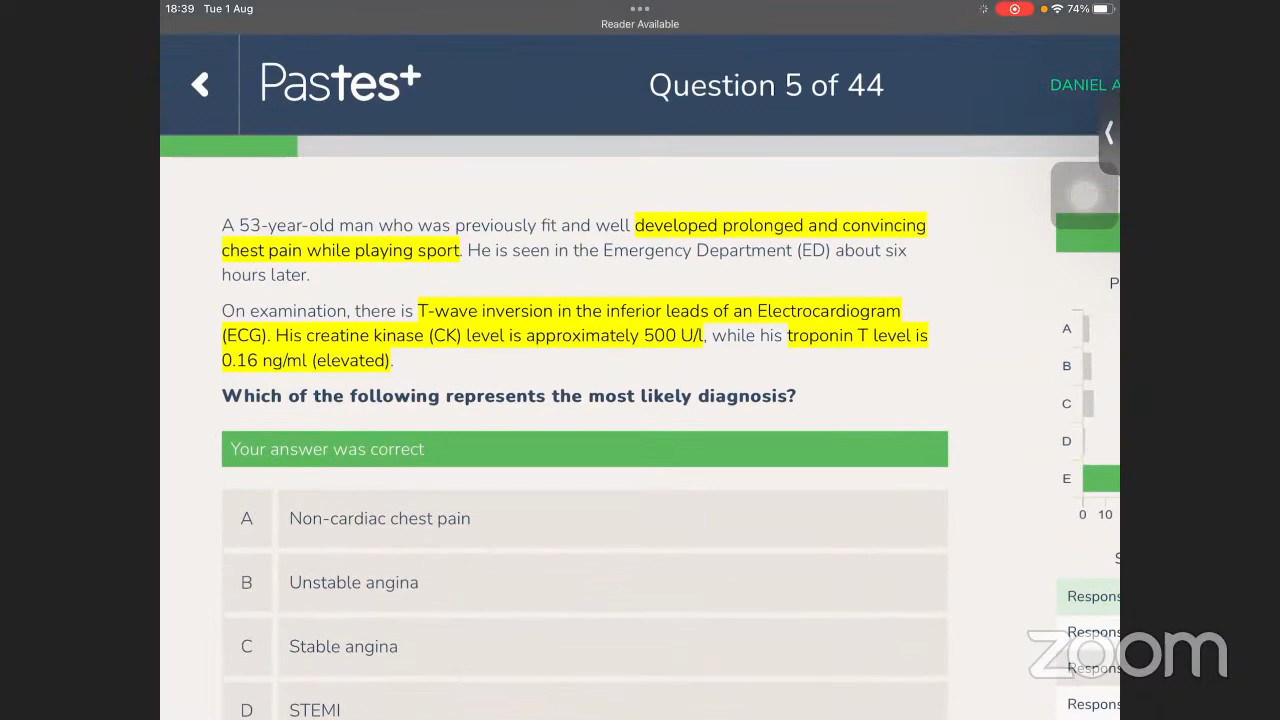 18:39 Tue 1 Aug
74%
Reader Available
Pastest
Question 5 of 44
DANIEL A
A 53-year-old man who was previously fit and well developed prolonged and convincing
chest pain while playing sport. He is seen in the Emergency Department (ED) about six
hours later.
On examination, there is T-wave inversion in the inferior leads of an Electrocardiogram
(ECG). His creatine kinase (CK) level is approximately 500 U/l, while his troponin T level is
0.16 ng/ml (elevated).
Which of the following represents the most likely diagnosis?
Your answer was correct
A Non-cardiac chest pain
B Unstable angina
C Stable angina
D STEMI
P
A
B
C
D
E
0 10
S
Respons
Respons
Respons
Respons
zoom